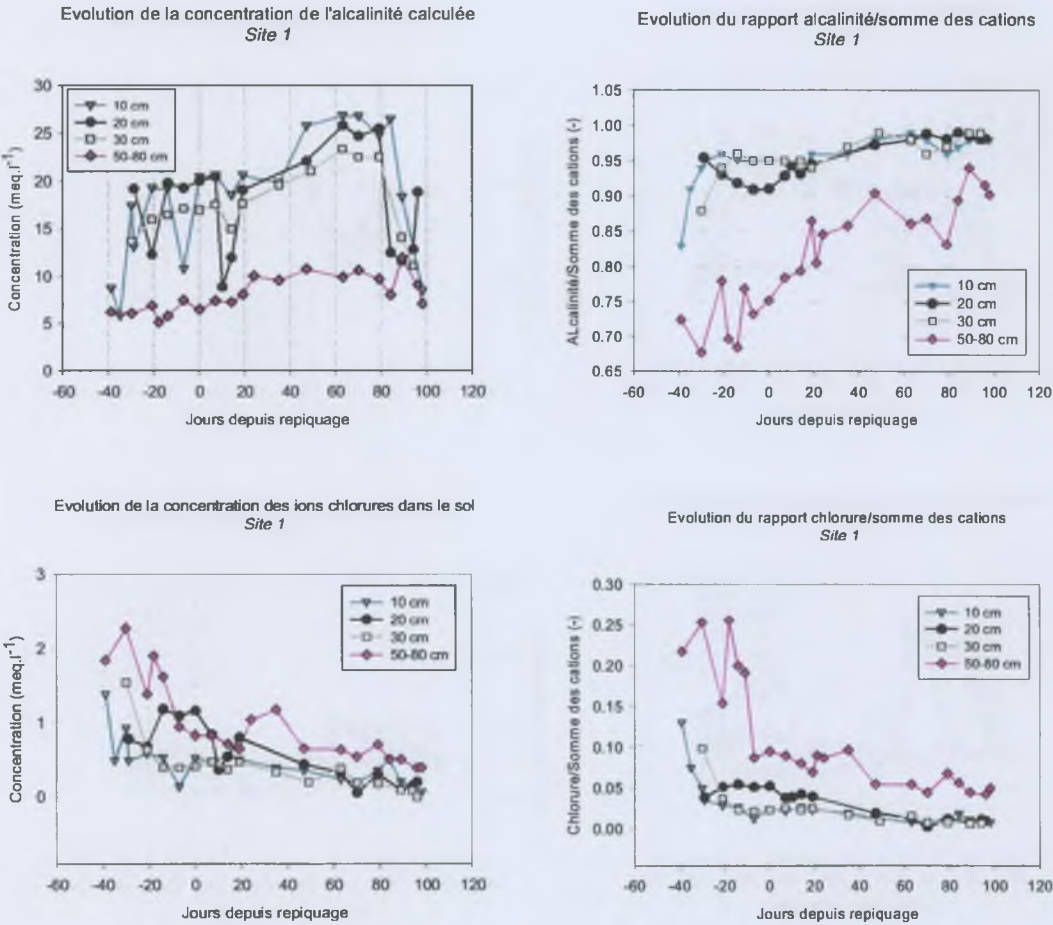 Evolution de la concentration de l'alcalinité calculée
Site 1
30
25
20
15
10
5
0
Concentration (meq.l-1)
10 cm
20 cm
30 cm
50-80 cm
-60 -40 -20 0 20 40 60 80 100 120
Jours depuis repiquage
Evolution du rapport alcalinité/somme des cations
Site 1
1.05
1.00
0.95
0.90
0.85
0.80
0.75
0.70
0.65
ALcalinité/Somme des cations (-)
10 cm
20 cm
30 cm
50-80 cm
-60 -40 -20 0 20 40 60 80 100 120
Jours depuis repiquage
Evolution de la concentration des ions chlorures dans le sol
Site 1
3
2
1
0
Concentration (meq.l-1)
10 cm
20 cm
30 cm
50-80 cm
-60 -40 -20 0 20 40 60 80 100 120
Jours depuis repiquage
Evolution du rapport chlorure/somme des cations
Site 1
0.30
0.25
0.20
0.15
0.10
0.05
0.00
Chlorure/Somme des cations (-)
10 cm
20 cm
30 cm
50-80 cm
-60 -40 -20 0 20 40 60 80 100 120
Jours depuis repiquage